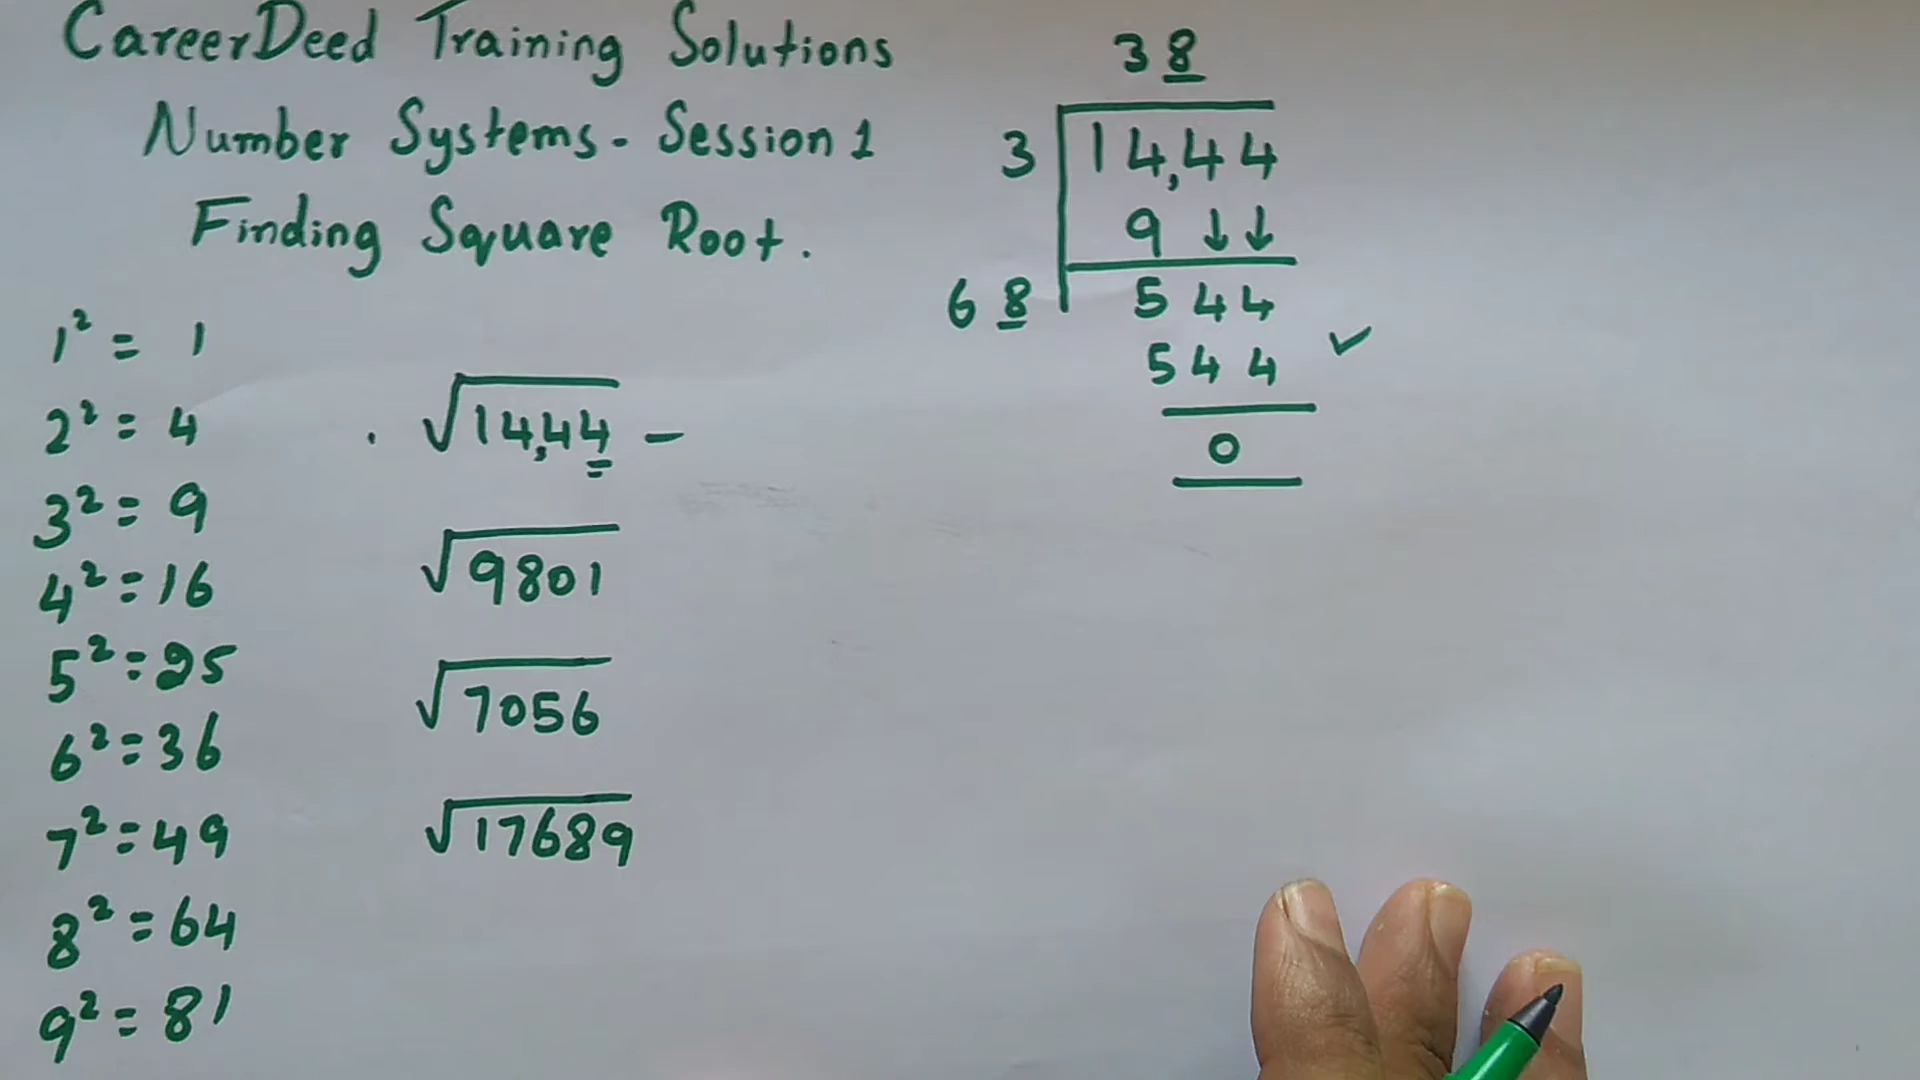 CareerDeed Training Solutions
Number Systems - Session 1
Finding Square Root.
1² = 1
2² = 4
3² = 9
4² = 16
5² = 25
6² = 36
7² = 49
8² = 64
9² = 81
√14,44 -
√9801
√7056
√17689
38
3 14,44
9 ↓↓
68 544
544 ✓
0